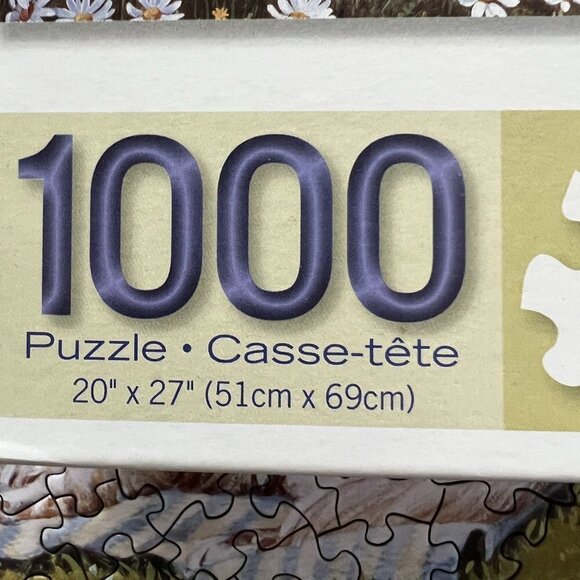 1000
Puzzle • Casse-tête
20" x 27" (51cm x 69cm)